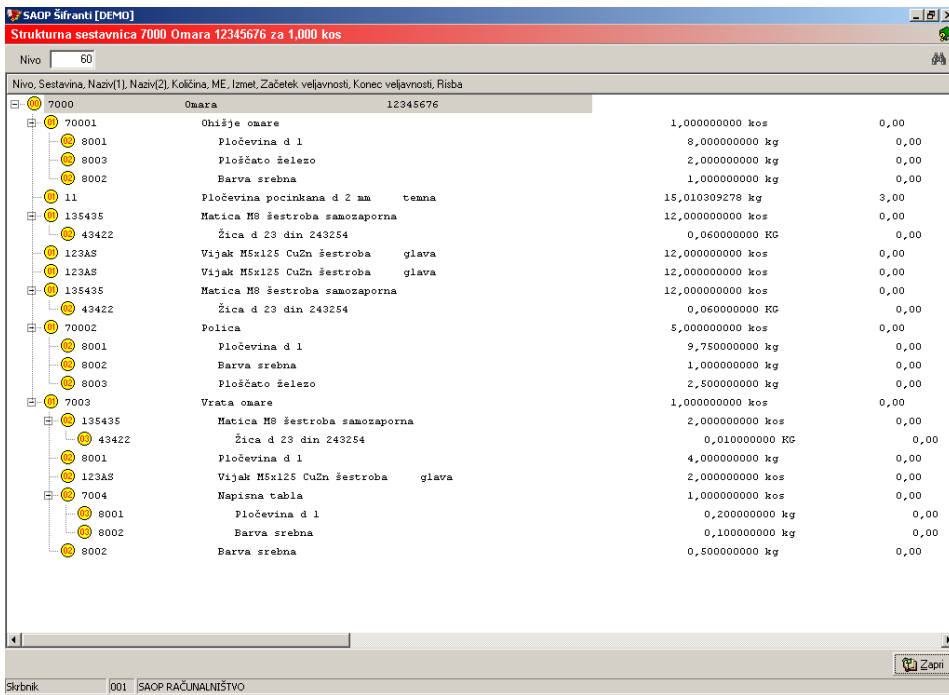 SAOP Šifranti [DEMO]
Strukturna sestavnica 7000 Omara 12345676 za 1,000 kos
Nivo 60
Nivo, Sestavina, Naziv(1), Naziv(2), Količina, ME, Izmet, Začetek veljavnosti, Konec veljavnosti, Risba
00 7000 Omara 12345676
01 70001 Ohišje omare 1,000000000 kos 0,00
02 8001 Pločevina d 1 8,000000000 kg 0,00
02 8003 Ploščato železo 2,000000000 kg 0,00
02 8002 Barva srebna 1,000000000 kg 0,00
01 11 Pločevina pocinkana d 2 mm temna 15,010309278 kg 3,00
01 135435 Matica M8 šestroba samozaporna 12,000000000 kos 0,00
02 43422 Žica d 23 din 243254 0,060000000 KG 0,00
01 123AS Vijak M5x125 CuZn šestroba glava 12,000000000 kos 0,00
01 123AS Vijak M5x125 CuZn šestroba glava 12,000000000 kos 0,00
01 135435 Matica M8 šestroba samozaporna 12,000000000 kos 0,00
02 43422 Žica d 23 din 243254 0,060000000 KG 0,00
01 70002 Polica 5,000000000 kos 0,00
02 8001 Pločevina d 1 9,750000000 kg 0,00
02 8002 Barva srebna 1,000000000 kg 0,00
02 8003 Ploščato železo 2,500000000 kg 0,00
01 7003 Vrata omare 1,000000000 kos 0,00
02 135435 Matica M8 šestroba samozaporna 2,000000000 kos 0,00
03 43422 Žica d 23 din 243254 0,010000000 KG 0,00
02 8001 Pločevina d 1 4,000000000 kg 0,00
02 123AS Vijak M5x125 CuZn šestroba glava 2,000000000 kos 0,00
02 7004 Napisna tabla 1,000000000 kos 0,00
03 8001 Pločevina d 1 0,200000000 kg 0,00
03 8002 Barva srebna 0,100000000 kg 0,00
02 8002 Barva srebna 0,500000000 kg 0,00
Zapri
Skrbnik 001 SAOP RAČUNALNIŠTVO